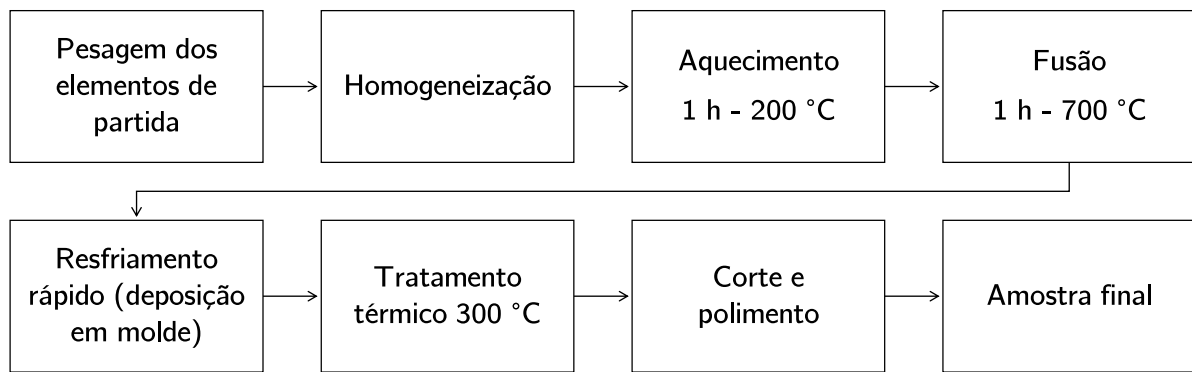 Pesagem dos
elementos de
partida
Homogeneização
Aquecimento
1 h - 200 °C
Fusão
1 h - 700 °C
Resfriamento
rápido (deposição
em molde)
Tratamento
térmico 300 °C
Corte e
polimento
Amostra final